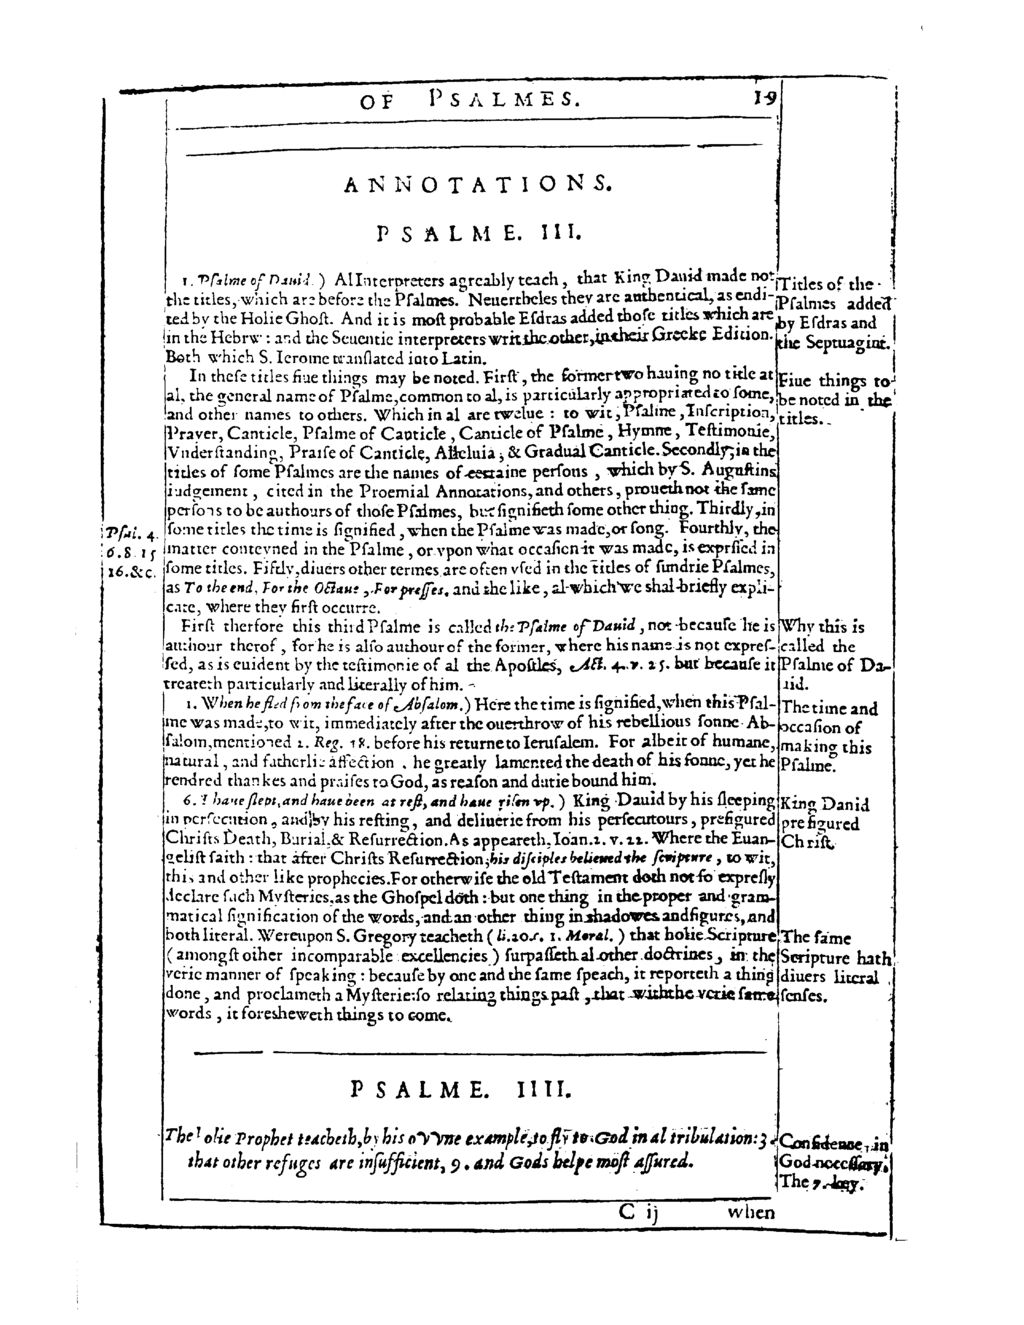 OF PSALMES. 19
ANNOTATIONS.
PSALME. III.
1. Pſalme of Dauid. ) Al Interpreters agreably teach, that King Dauid made not
the titles, which are before the Pſalmes. Neuertheles they are authentical, as endi-
ted by the Holie Ghoſt. And it is moſt probable Eſdras added thoſe titles which are
in the Hebrw: and the Seuentie interpreters writ the other, in their Greeke Edition.
Both which S. Ierome tranſlated into Latin.
Titles of the
Pſalmes added
by Eſdras and
the Septuagint.
In theſe titles fiue things may be noted. Firſt, the former two hauing no title at
al, the general name of Pſalme, common to al, is particularly appropriated to ſome,
and other names to others. Which in al are twelue: to wit, Pſalme, Inſcription,
Prayer, Canticle, Pſalme of Canticle, Canticle of Pſalme, Hymne, Teſtimonie,
Vnderſtanding, Praiſe of Canticle, Alleluia; & Gradual Canticle. Secondly, in the
titles of ſome Pſalmes are the names of certaine perſons, which by S. Auguſtins
iudgement, cited in the Proemial Annotations, and others, proueth not the ſame
perſons to be authours of thoſe Pſalmes, but ſignifieth ſome other thing. Thirdly, in
ſome titles the time is ſignified, when the Pſalme was made, or ſong. Fourthly, the
matter conteyned in the Pſalme, or vpon what occaſion it was made, is expreſſed in
ſome titles. Fiftly, diuers other termes are often vſed in the titles of ſundrie Pſalmes,
as To the end, For the Octaue, For preſſes, and the like, al which we shal briefly expli-
cate, where they firſt occurre.
Fiue things to
be noted in the
titles.
Pſal. 4.
6. 8. 15
16. &c.
Firſt therfore this third Pſalme is called the Pſalme of Dauid, not becauſe he is
authour therof, for he is alſo authour of the former, where his name is not expreſ-
ſed, as is euident by the teſtimonie of al the Apoſtles, Act. 4. v. 25. but becauſe it
treateth particularly and literally of him.
Why this is
called the
Pſalme of Da-
uid.
1. When he fled from the face of Abſalom.) Here the time is ſignified, when this Pſal-
me was made, to wit, immediately after the ouerthrow of his rebellious ſonne Ab-
ſalom, mentioned 2. Reg. 18. before his returne to Ieruſalem. For albeit of humane,
natural, and fatherlie affection, he greatly lamented the death of his ſonne, yet he
rendred thankes and praiſes to God, as reaſon and dutie bound him.
The time and
occaſion of
making this
Pſalme.
6. I haue ſlept, and haue been at reſt, and haue riſen vp. ) King Dauid by his ſleeping
in perſecution, and by his reſting, and deliuerie from his perſecutours, prefigured
Chriſts Death, Burial, & Reſurrection. As appeareth, Ioan. 2. v. 22. Where the Euan-
geliſt ſaith: that after Chriſts Reſurrection, his diſciples belieued the ſcripture, to wit,
this and other like prophecies. For otherwiſe the old Teſtament doth not ſo expreſly
declare ſuch Myſteries, as the Ghoſpel doth: but one thing in the proper and gram-
matical ſignification of the words, and an other thing in shadowes and figures, and
both literal. Wereupon S. Gregory teacheth ( li. 20. c. 1. Moral. ) that holie Scripture
( amongſt other incomparable excellencies ) ſurpaſſeth al other doctrines, in the
verie manner of ſpeaking: becauſe by one and the ſame ſpeach, it reporteth a thing
done, and proclameth a Myſterie: ſo relating things paſt, that with the verie ſame
words, it foresheweth things to come.
King Danid
prefigured
Chriſt.
The ſame
Scripture hath
diuers literal
ſenſes.
PSALME. IIII.
The olie Prophet teacheth, by his owne example, to fly to God in al tribulation: 3.
that other refuges are inſufficient, 9. and Gods helpe moſt aſſured.
Confidence in
God neceſſary.
The 7. key.
C ij when